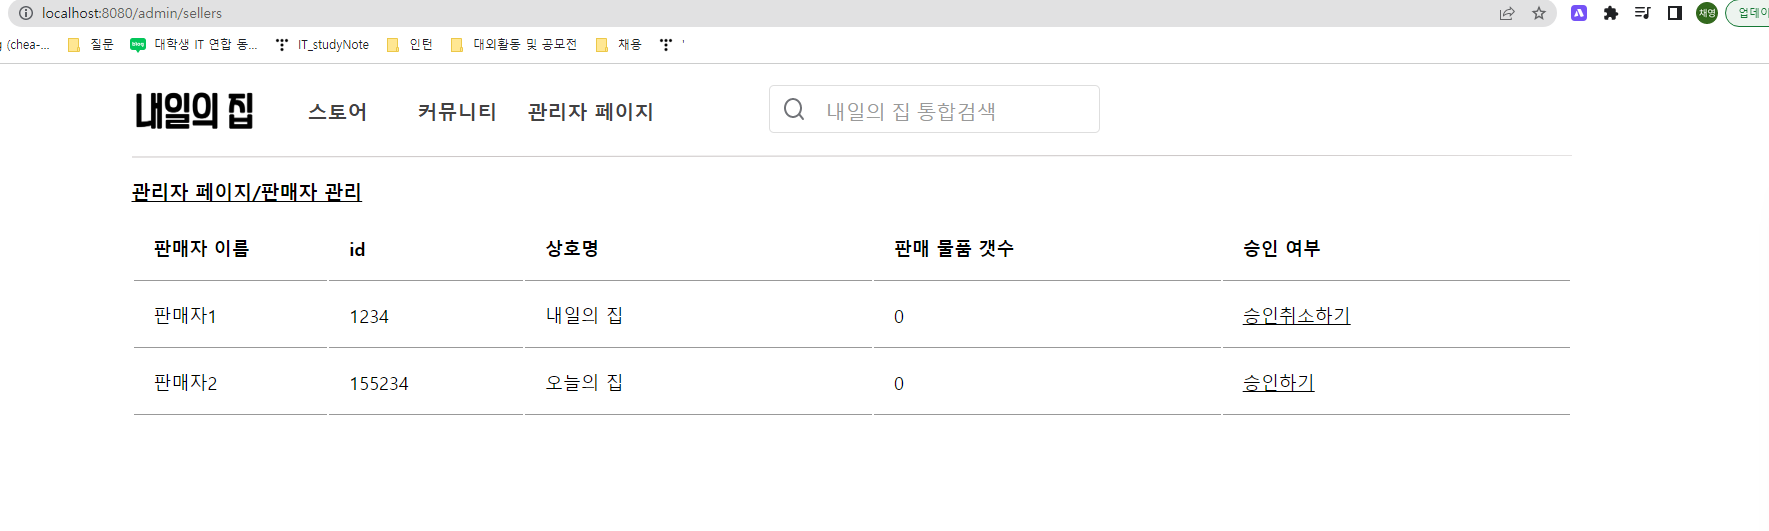 localhost:8080/admin/sellers 채영 업데이
(chea-... 질문 blog 대학생 IT 연합 동... IT_studyNote 인턴 대외활동 및 공모전 채용 '
내일의 집 스토어 커뮤니티 관리자 페이지 내일의 집 통합검색
관리자 페이지/판매자 관리
판매자 이름 id 상호명 판매 물품 갯수 승인 여부
판매자1 1234 내일의 집 0 승인취소하기
판매자2 155234 오늘의 집 0 승인하기